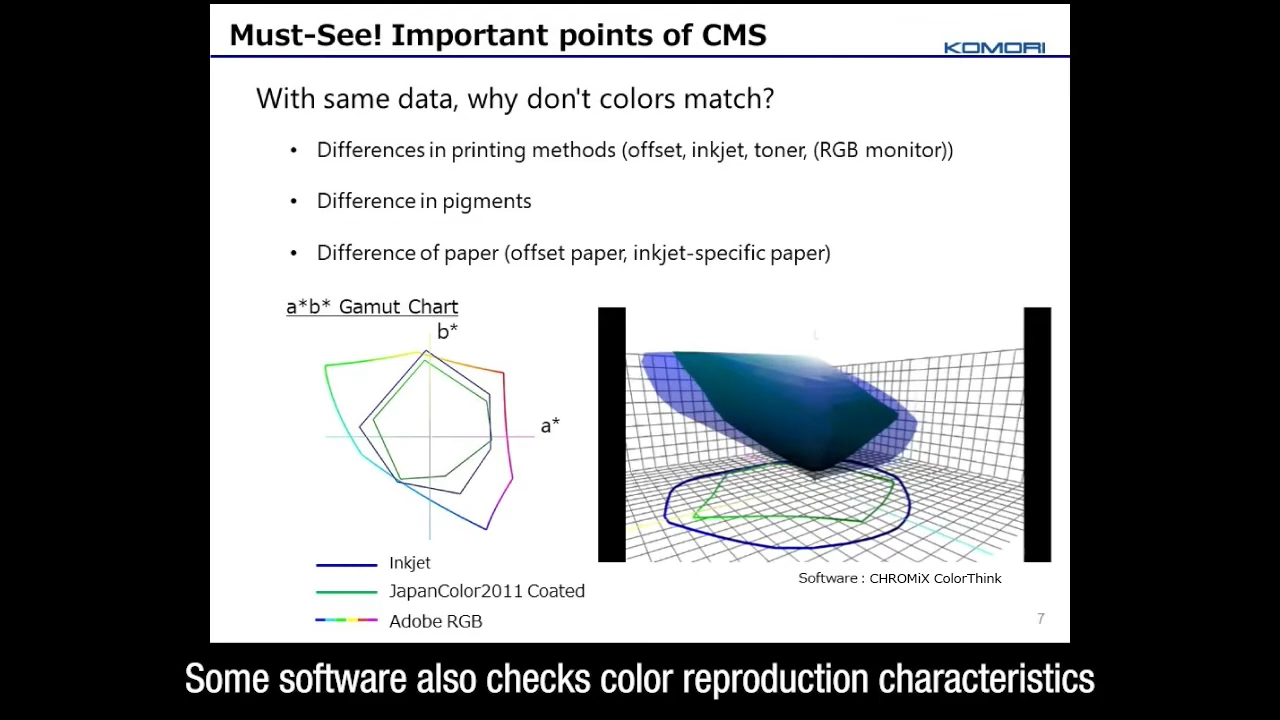 Must-See! Important points of CMS
KOMORI
With same data, why don't colors match?
• Differences in printing methods (offset, inkjet, toner, (RGB monitor))
• Difference in pigments
• Difference of paper (offset paper, inkjet-specific paper)
a*b* Gamut Chart
b*
a*
L
Inkjet
JapanColor2011 Coated
Adobe RGB
Software : CHROMiX ColorThink
7
Some software also checks color reproduction characteristics